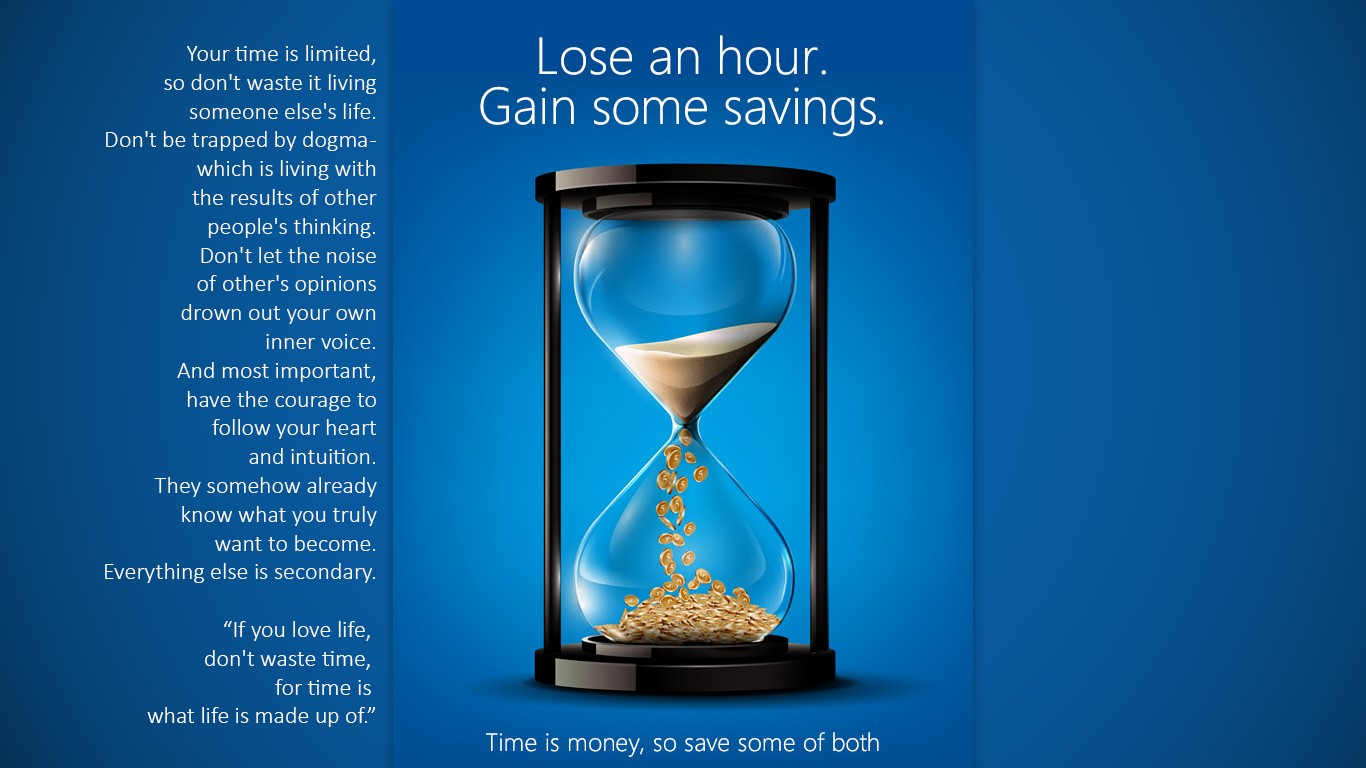 Your time is limited,
so don't waste it living
someone else's life.
Don't be trapped by dogma-
which is living with
the results of other
people's thinking.
Don't let the noise
of other's opinions
drown out your own
inner voice.
And most important,
have the courage to
follow your heart
and intuition.
They somehow already
know what you truly
want to become.
Everything else is secondary.
“If you love life,
don't waste time,
for time is
what life is made up of.”
Lose an hour.
Gain some savings.
Time is money, so save some of both